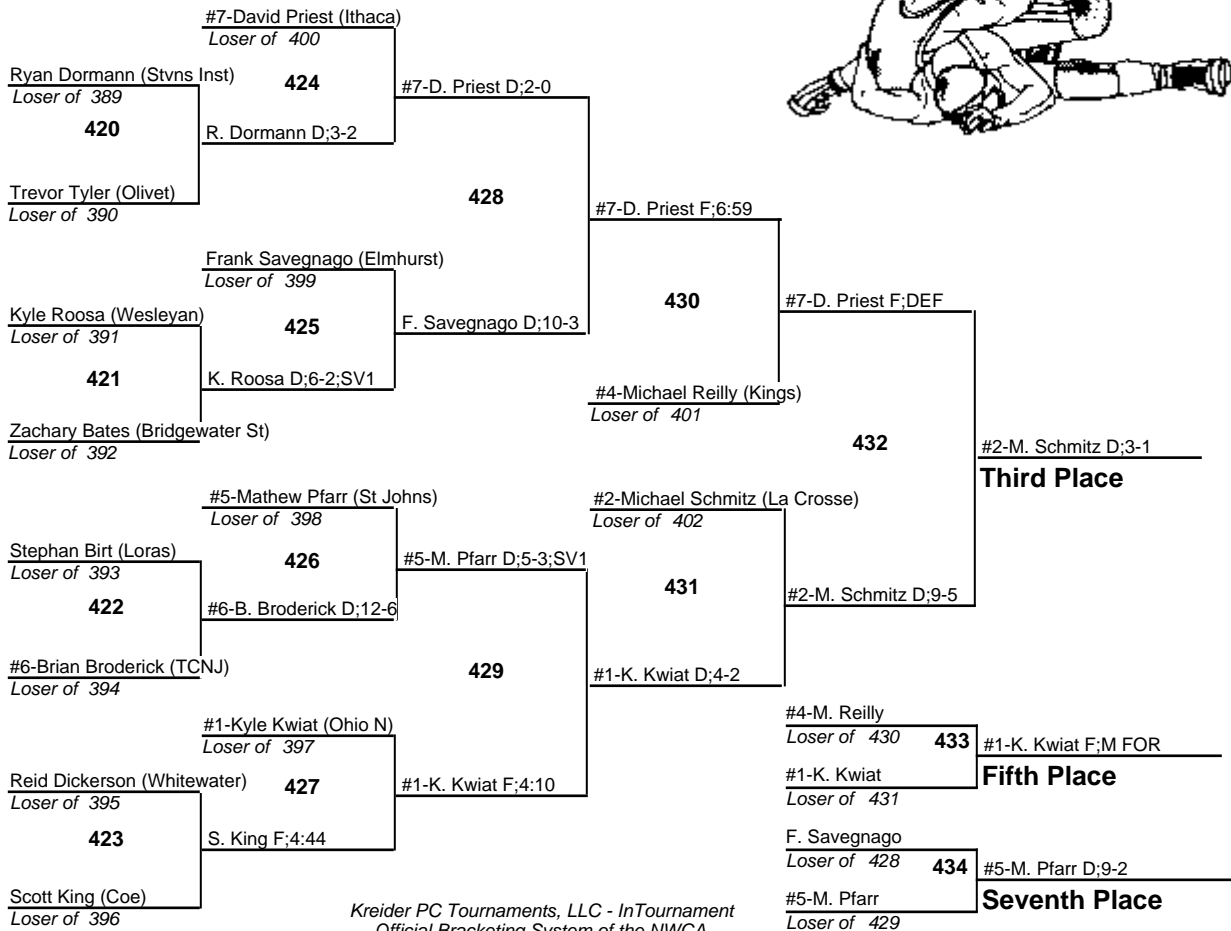 #7-David Priest (Ithaca)
Loser of 400
Ryan Dormann (Stvns Inst)
Loser of 389
424
#7-D. Priest D;2-0
420
R. Dormann D;3-2
Trevor Tyler (Olivet)
Loser of 390
428
#7-D. Priest F;6:59
Frank Savegnago (Elmhurst)
Loser of 399
Kyle Roosa (Wesleyan)
Loser of 391
425
F. Savegnago D;10-3
430
#7-D. Priest F;DEF
421
K. Roosa D;6-2;SV1
#4-Michael Reilly (Kings)
Loser of 401
Zachary Bates (Bridgewater St)
Loser of 392
432
#2-M. Schmitz D;3-1
Third Place
#5-Mathew Pfarr (St Johns)
Loser of 398
#2-Michael Schmitz (La Crosse)
Loser of 402
Stephan Birt (Loras)
Loser of 393
426
#5-M. Pfarr D;5-3;SV1
431
#2-M. Schmitz D;9-5
422
#6-B. Broderick D;12-6
#6-Brian Broderick (TCNJ)
Loser of 394
429
#1-K. Kwiat D;4-2
#1-Kyle Kwiat (Ohio N)
Loser of 397
#4-M. Reilly
Loser of 430
433
#1-K. Kwiat F;M FOR
Fifth Place
#1-K. Kwiat
Loser of 431
Reid Dickerson (Whitewater)
Loser of 395
427
#1-K. Kwiat F;4:10
423
S. King F;4:44
F. Savegnago
Loser of 428
434
#5-M. Pfarr D;9-2
Seventh Place
#5-M. Pfarr
Loser of 429
Scott King (Coe)
Loser of 396
Kreider PC Tournaments, LLC - InTournament
Official Bracketing System of the NWCA